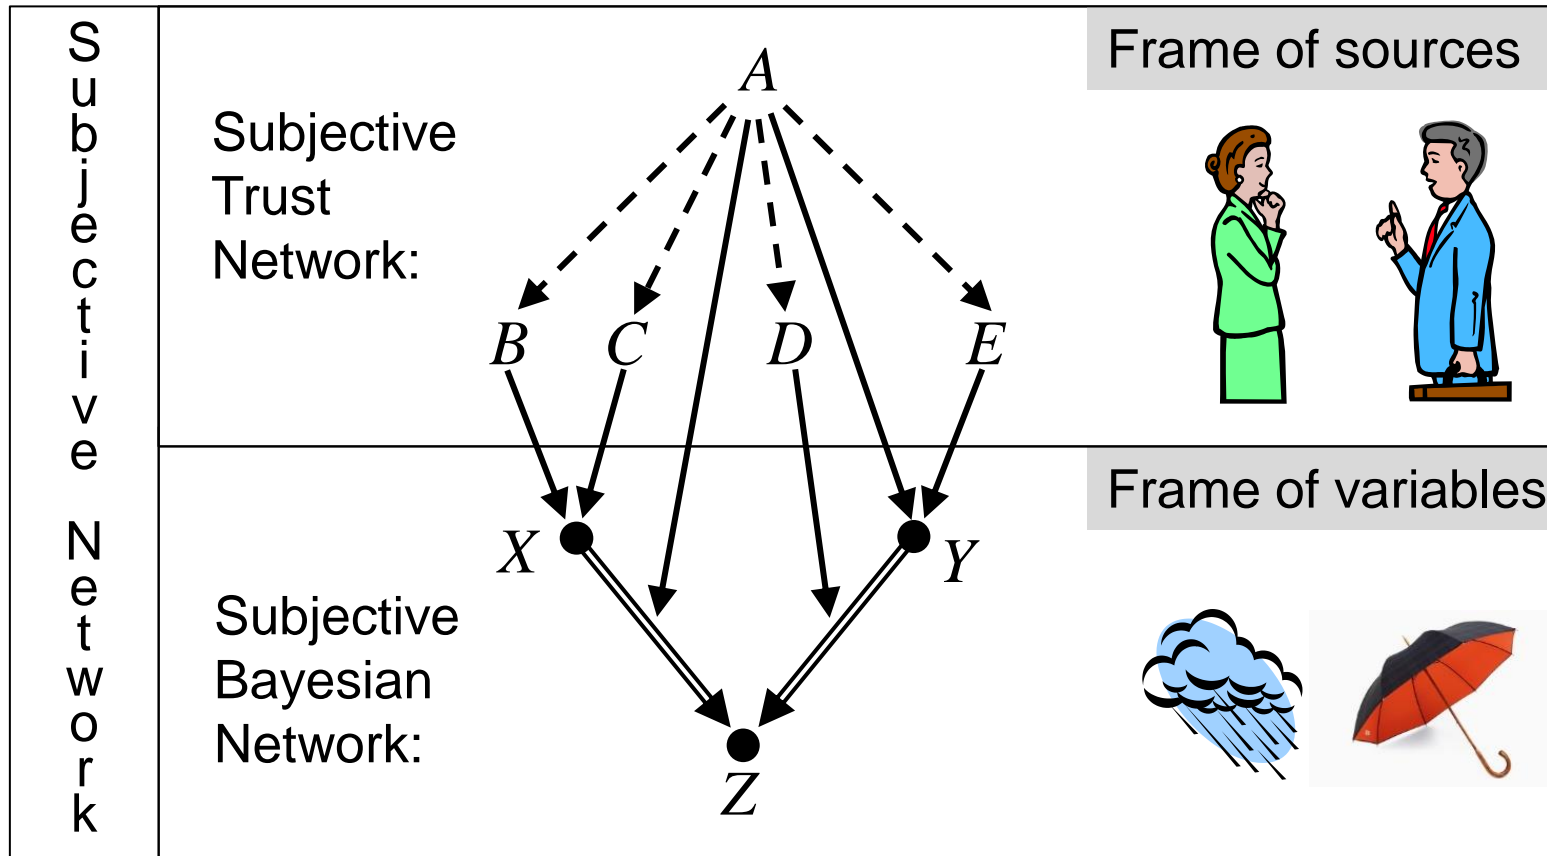 Subjective Network
Frame of sources
A
Subjective
Trust
Network:
B C D E
Frame of variables
X Y
Subjective
Bayesian
Network:
Z